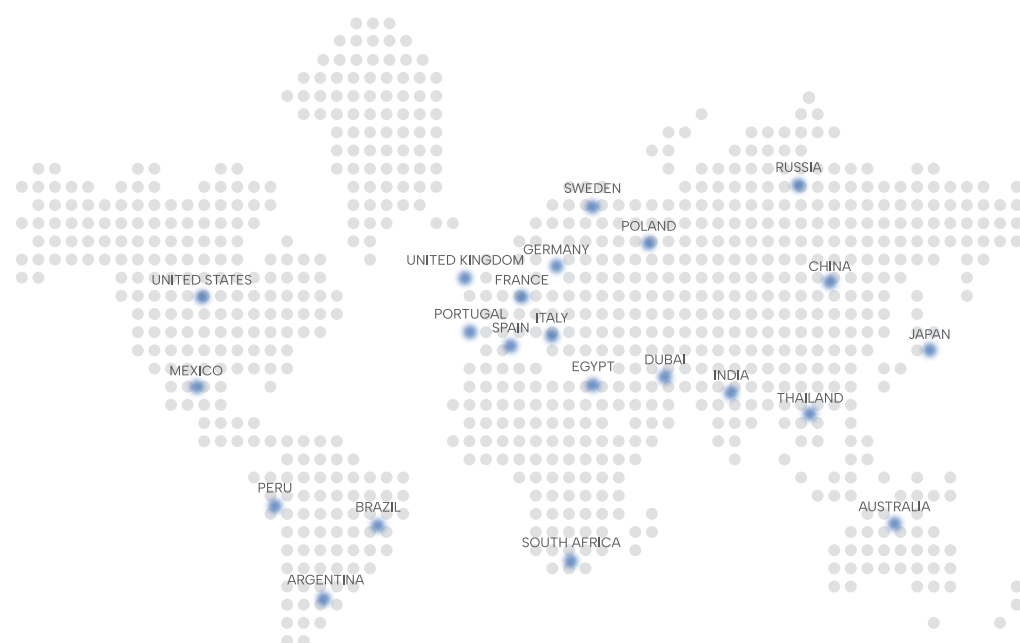 RUSSIA
SWEDEN
POLAND
GERMANY
UNITED KINGDOM
CHINA
UNITED STATES
FRANCE
PORTUGAL
ITALY
SPAIN
JAPAN
DUBAI
EGYPT
MEXICO
INDIA
THAILAND
PERU
BRAZIL
AUSTRALIA
SOUTH AFRICA
ARGENTINA